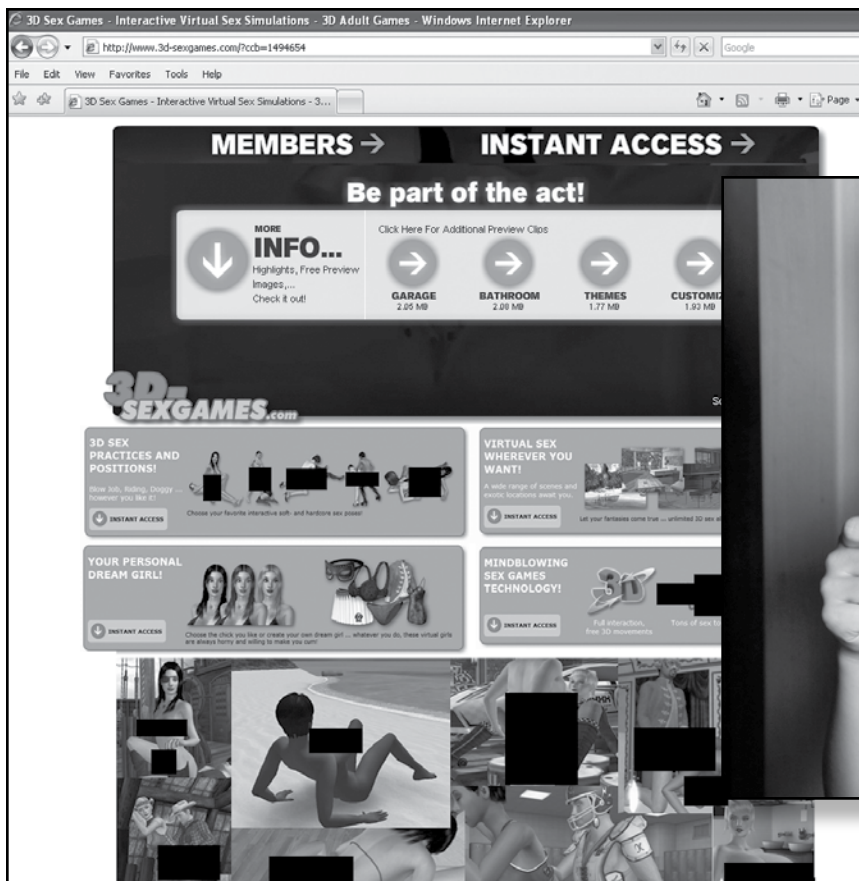 3D Sex Games - Interactive Virtual Sex Simulations - 3D Adult Games - Windows Internet Explorer
http://www.3d-sexgames.com/?ccb=1494654
Google
File Edit View Favorites Tools Help
3D Sex Games - Interactive Virtual Sex Simulations - 3...
Page
MEMBERS
INSTANT ACCESS
Be part of the act!
MORE
INFO...
Highlights, Free Preview
Images,...
Check it out!
Click Here For Additional Preview Clips
GARAGE
2.05 MB
BATHROOM
2.08 MB
THEMES
1.77 MB
CUSTOMIZ
1.93 MB
3D-
SEXGAMES.com
3D SEX
PRACTICES AND
POSITIONS!
Blow Job, Riding, Doggy ...
however you like it!
INSTANT ACCESS
Choose your favorite interactive soft- and hardcore sex poses!
VIRTUAL SEX
WHEREVER YOU
WANT!
A wide range of scenes and
exotic locations await you.
INSTANT ACCESS
Let your fantasies come true ... unlimited 3D sex
YOUR PERSONAL
DREAM GIRL!
INSTANT ACCESS
Choose the chick you like or create your own dream girl ... whatever you do, these virtual girls
are always horny and willing to make you cum!
MINDBLOWING
SEX GAMES
TECHNOLOGY!
INSTANT ACCESS
Full interaction,
free 3D movements
Tons of sex